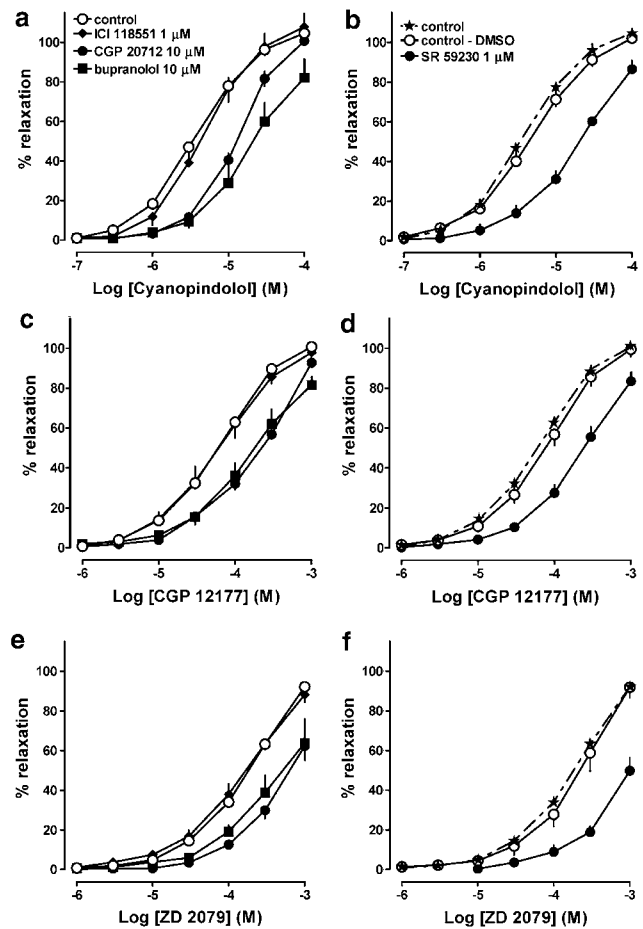 a
control
ICI 118551 1 μM
CGP 20712 10 μM
bupranolol 10 μM
% relaxation
100
80
60
40
20
0
-7
-6
-5
-4
Log [Cyanopindolol] (M)
b
control
control - DMSO
SR 59230 1 μM
% relaxation
100
80
60
40
20
0
-7
-6
-5
-4
Log [Cyanopindolol] (M)
c
% relaxation
100
80
60
40
20
0
-6
-5
-4
-3
Log [CGP 12177] (M)
d
% relaxation
100
80
60
40
20
0
-6
-5
-4
-3
Log [CGP 12177] (M)
e
% relaxation
100
80
60
40
20
0
-6
-5
-4
-3
Log [ZD 2079] (M)
f
% relaxation
100
80
60
40
20
0
-6
-5
-4
-3
Log [ZD 2079] (M)